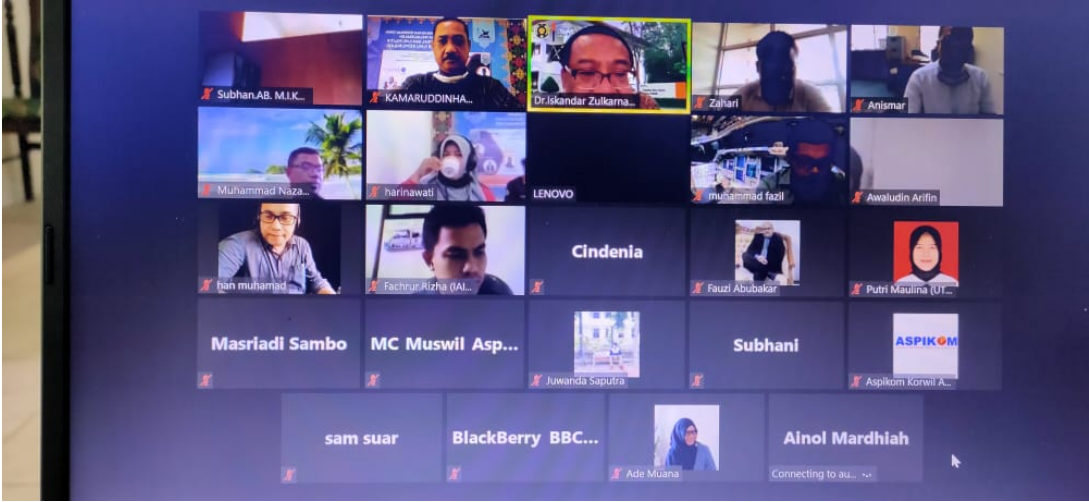 Subhan.AB. M.I.K...
KAMARUDDINHA...
Dr.Iskandar Zulkarna...
Zahari
Anismar
Muhammad Naza...
harinawati
LENOVO
muhammad fazil
Awaludin Arifin
han muhamad
Fachrur Rizha (IAI...
Cindenia
Fauzi Abubakar
Putri Maulina (UT...
Masriadi Sambo
MC Muswil Asp...
Juwanda Saputra
Subhani
ASPIKOM
Aspikom Korwil A...
sam suar
BlackBerry BBC...
Ade Muana
Ainol Mardhiah
Connecting to au...